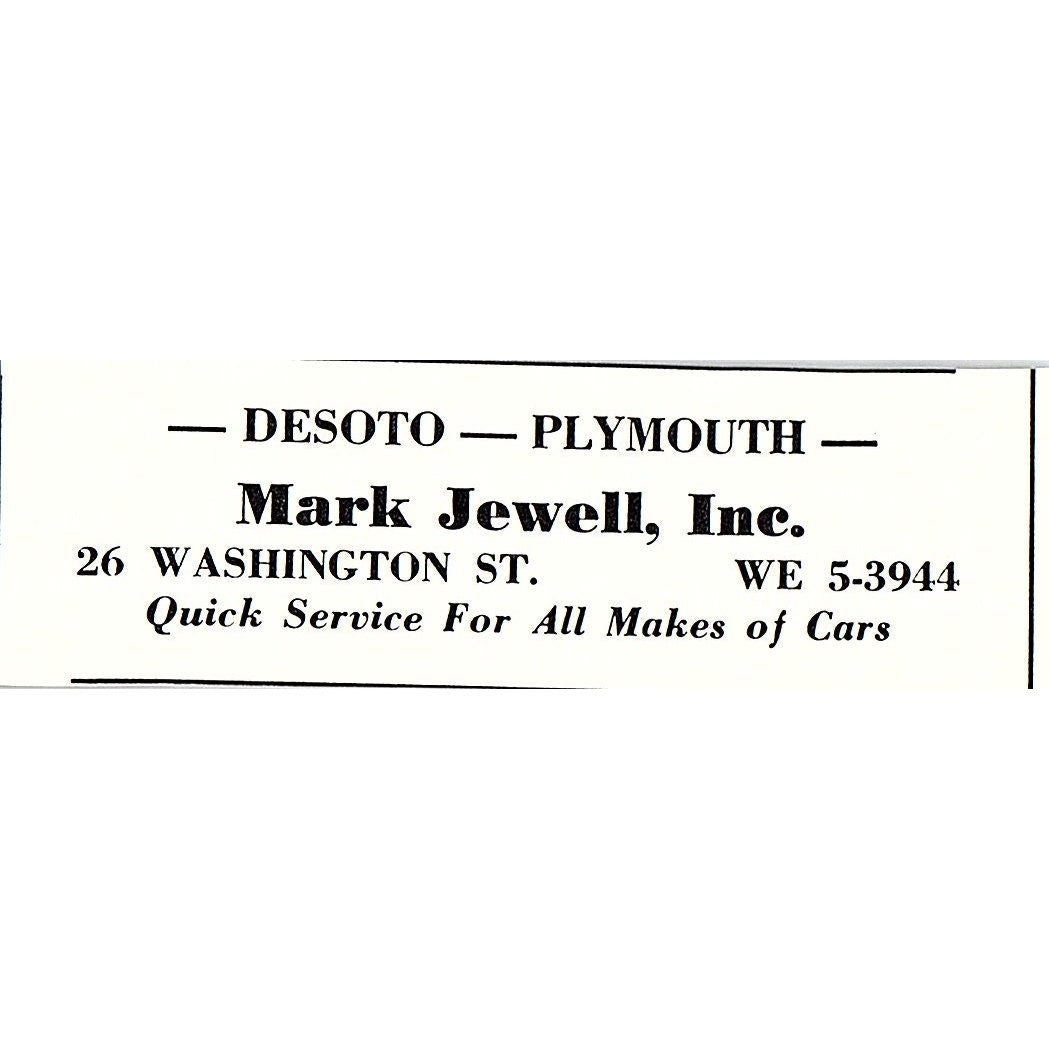 — DESOTO — PLYMOUTH —
Mark Jewell, Inc.
26 WASHINGTON ST. WE 5-3944
Quick Service For All Makes of Cars